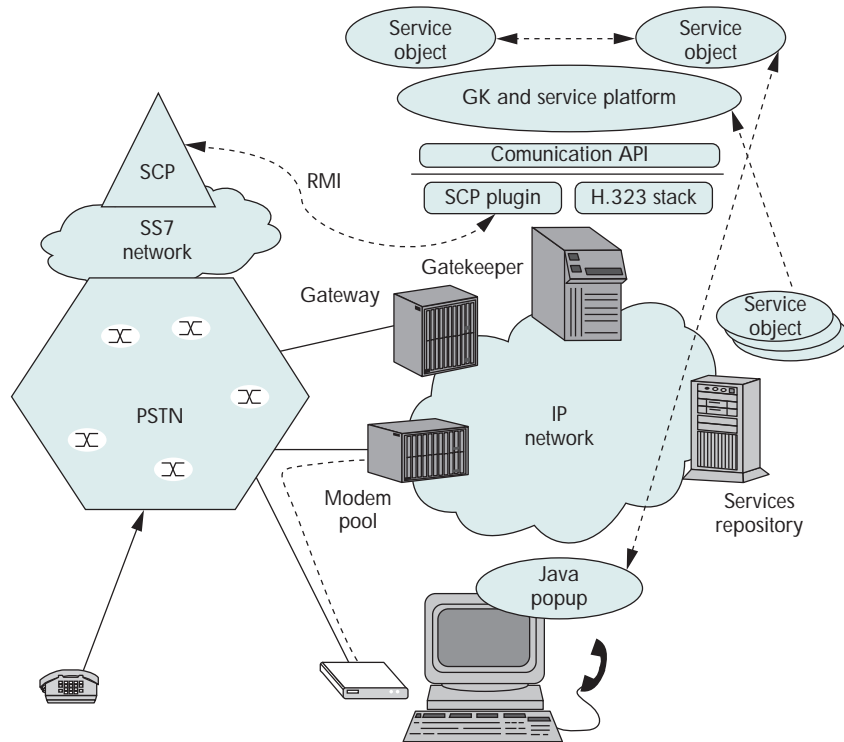 Service
object
Service
object
GK and service platform
Comunication API
SCP
RMI
SCP plugin
H.323 stack
SS7
network
Gatekeeper
Gateway
Service
object
PSTN
IP
network
Modem
pool
Services
repository
Java
popup